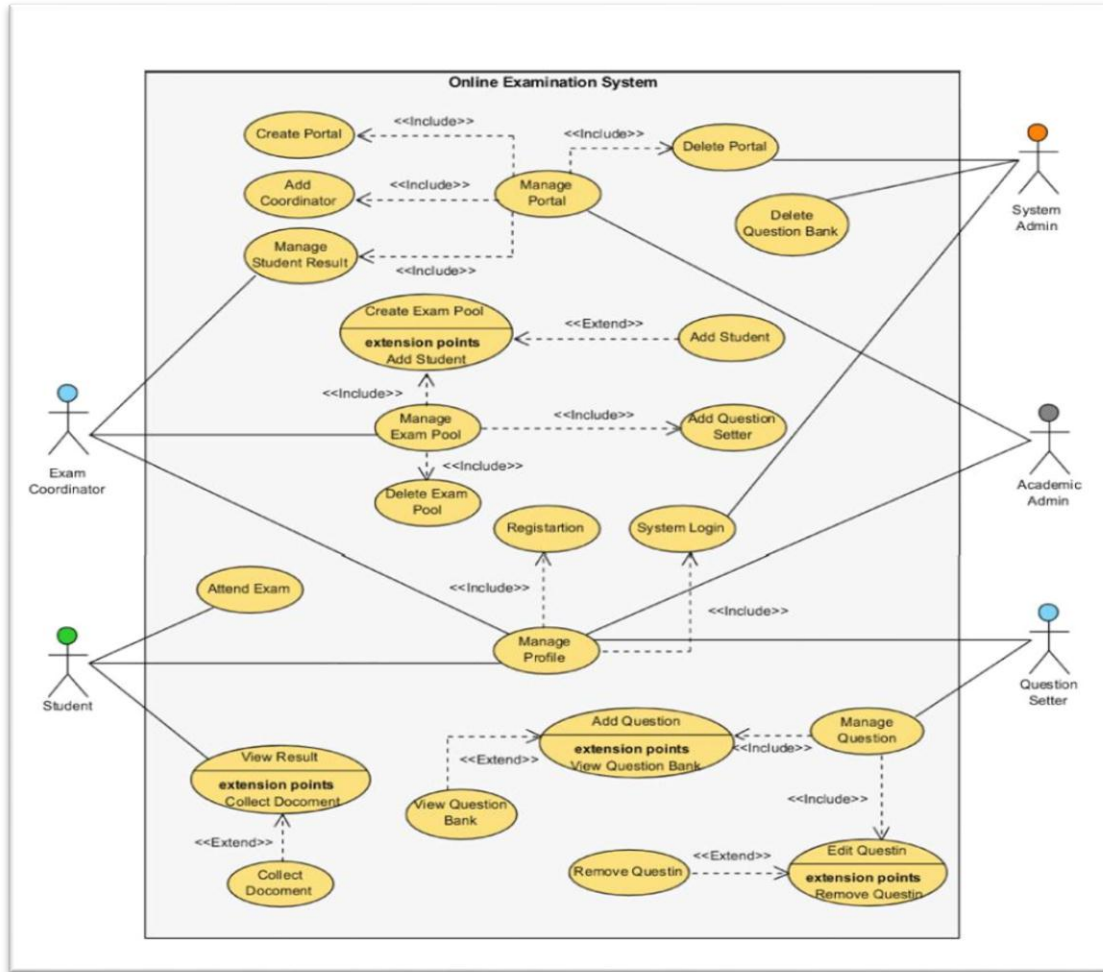 Online Examination System
<<Include>>
Create Portal
<<Include>>
Delete Portal
Add
Coordinator
<<Include>>
Manage
Portal
System
Admin
Delete
Question Bank
Manage
Student Result
<<Include>>
Create Exam Pool
extension points
Add Student
<<Extend>>
Add Student
<<Include>>
Manage
Exam Pool
<<Include>>
Add Question
Setter
Exam
Coordinator
<<Include>>
Delete Exam
Pool
Academic
Admin
Registartion
System Login
Attend Exam
<<Include>>
<<Include>>
Manage
Profile
Student
Question
Setter
Add Question
extension points
View Question Bank
Manage
Question
<<Include>>
<<Extend>>
View Result
extension points
Collect Document
View Question
Bank
<<Include>>
<<Extend>>
Collect
Document
Remove Questin
<<Extend>>
Edit Questin
extension points
Remove Questin